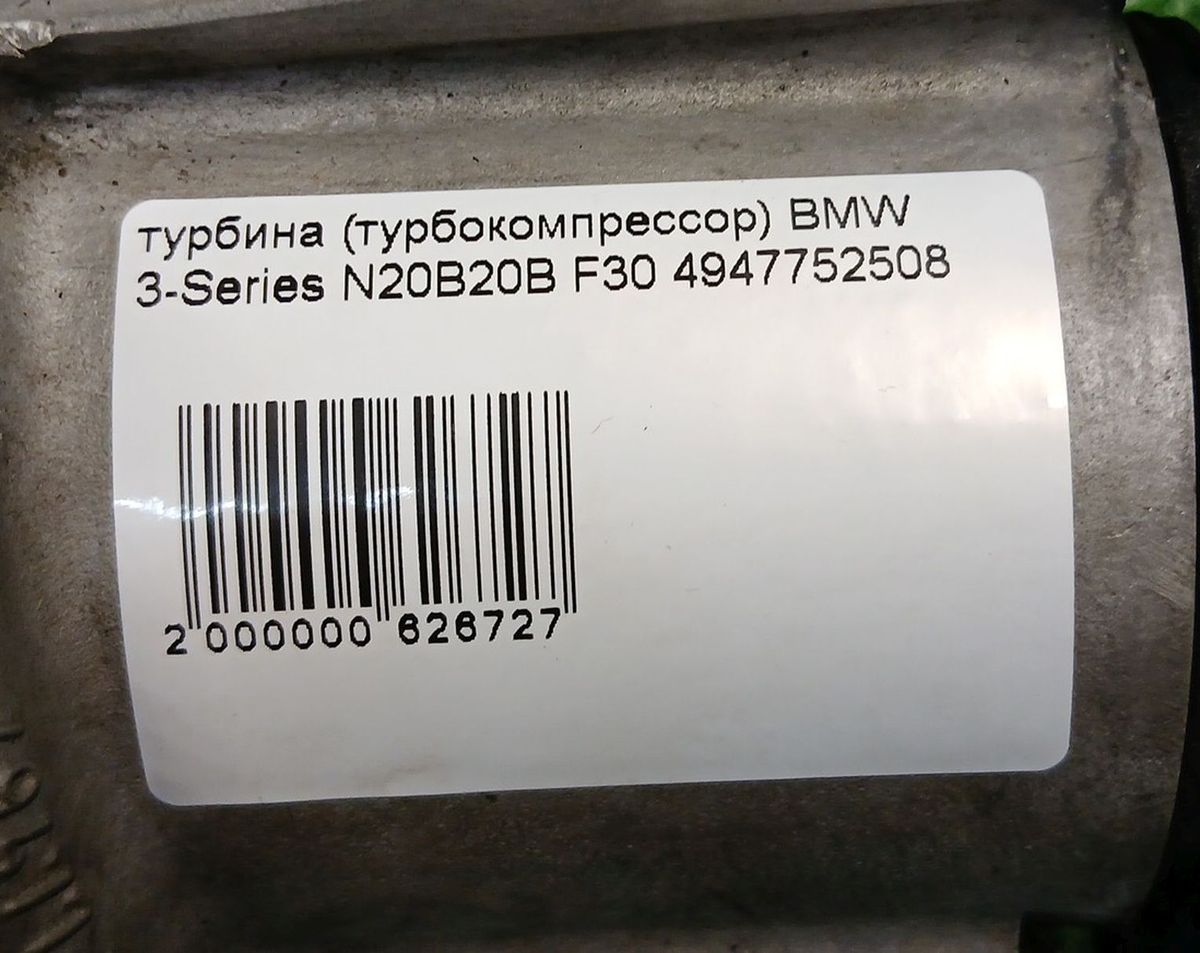 турбина (турбокомпрессор) BMW
3-Series N20B20B F30 4947752508
2 000000 626727